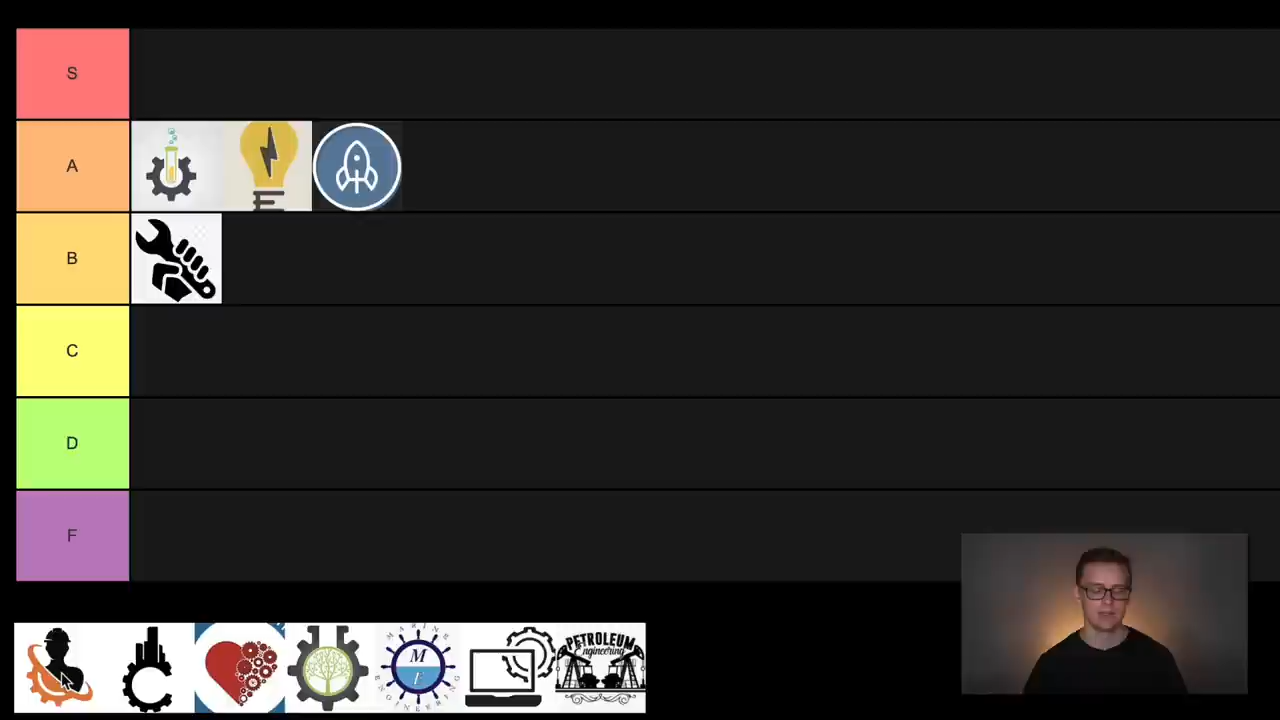 S
A
B
C
D
F
MARINE
M
F
ENGINEERING
PETROLEUM
Engineering